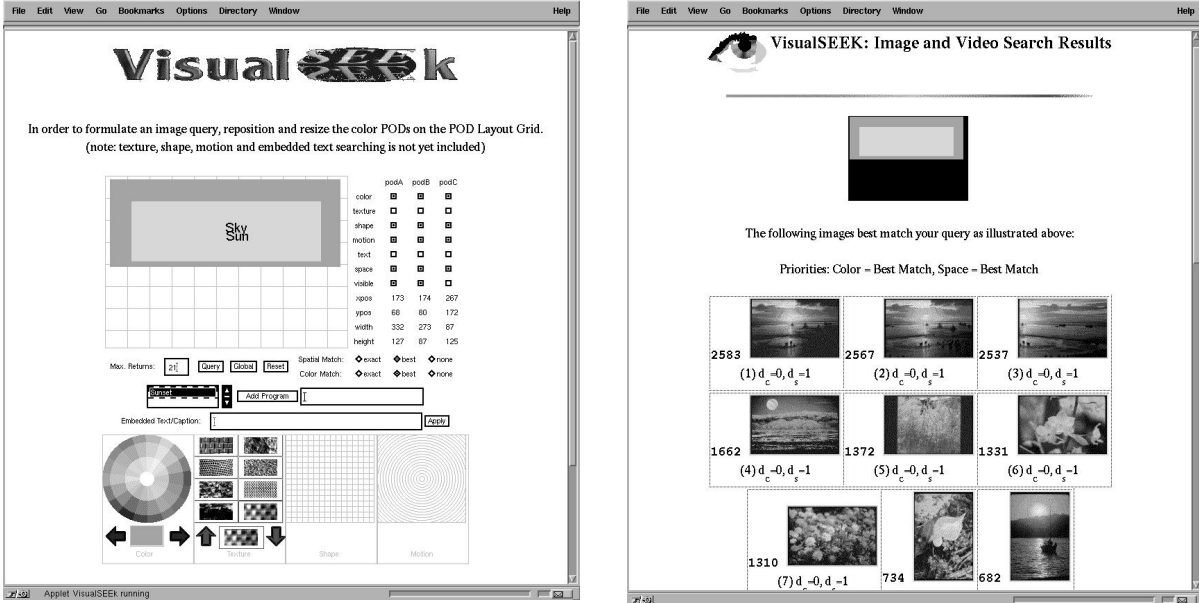 File Edit View Go Bookmarks Options Directory Window Help
Visual SEE k
In order to formulate an image query, reposition and resize the color PODs on the POD Layout Grid.
(note: texture, shape, motion and embedded text searching is not yet included)
Sky
Sun
podA podB podC
color
texture
shape
motion
text
space
visible
xpos 173 174 267
ypos 68 80 172
width 332 273 87
height 127 87 125
Max. Returns: 21 Query Global Reset
Spatial Match: exact best none
Color Match: exact best none
Sunset Add Program
Embedded Text/Caption: Apply
Color Texture Shape Motion
Applet VisualSEEk running
File Edit View Go Bookmarks Options Directory Window Help
VisualSEEK: Image and Video Search Results
The following images best match your query as illustrated above:
Priorities: Color = Best Match, Space = Best Match
2583 2567 2537
(1) d_c=0, d_s=1 (2) d_c=0, d_s=1 (3) d_c=0, d_s=1
1662 1372 1331
(4) d_c=0, d_s=1 (5) d_c=0, d_s=1 (6) d_c=0, d_s=1
1310 734 682
(7) d=0, d=1